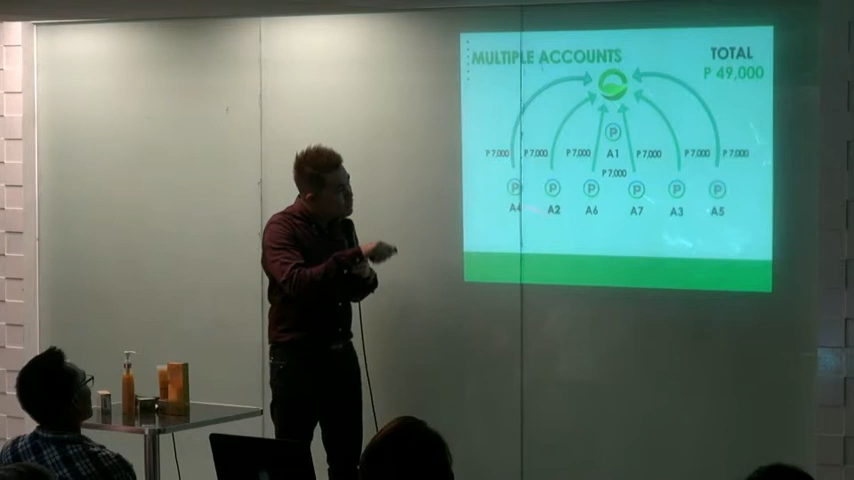 MULTIPLE ACCOUNTS
TOTAL
P 49,000
P
A1
P 7,000 P 7,000 P 7,000 P 7,000 P 7,000 P 7,000
P 7,000
P P P P P P
A4 A2 A6 A7 A3 A5